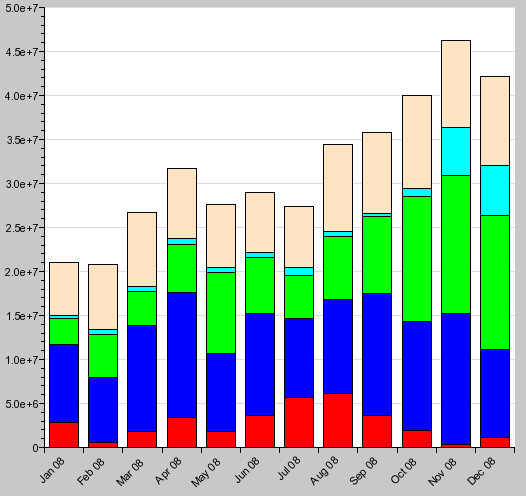 5.0e+7
4.5e+7
4.0e+7
3.5e+7
3.0e+7
2.5e+7
2.0e+7
1.5e+7
1.0e+7
5.0e+6
0
Jan 08
Feb 08
Mar 08
Apr 08
May 08
Jun 08
Jul 08
Aug 08
Sep 08
Oct 08
Nov 08
Dec 08